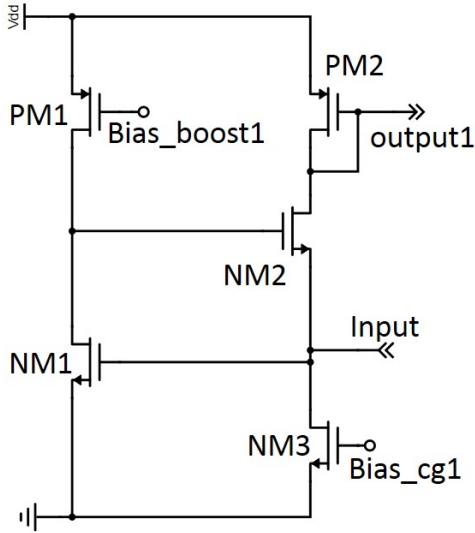 Vdd
PM2
PM1
Bias_boost1
output1
NM2
Input
NM1
NM3
Bias_cg1